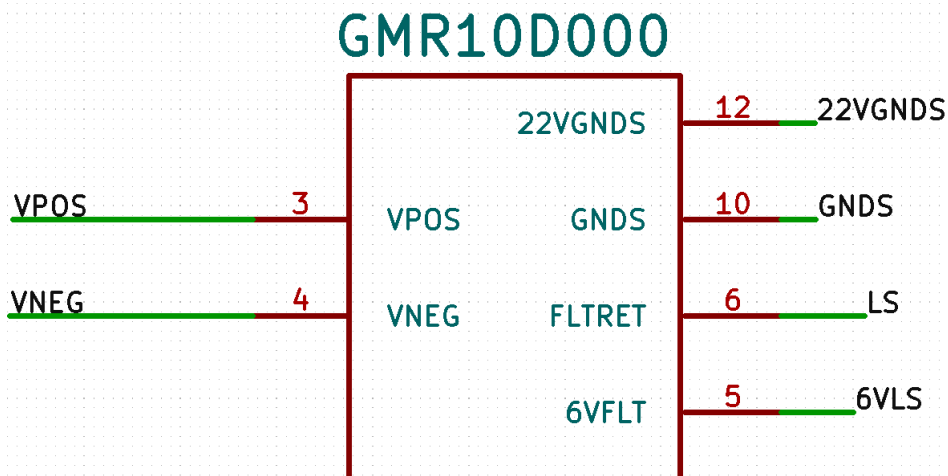 GMR10D000
22VGNDS 12 22VGNDS
VPOS 3 VPOS GNDS 10 GNDS
VNEG 4 VNEG FLTRET 6 LS
6VFLT 5 6VLS